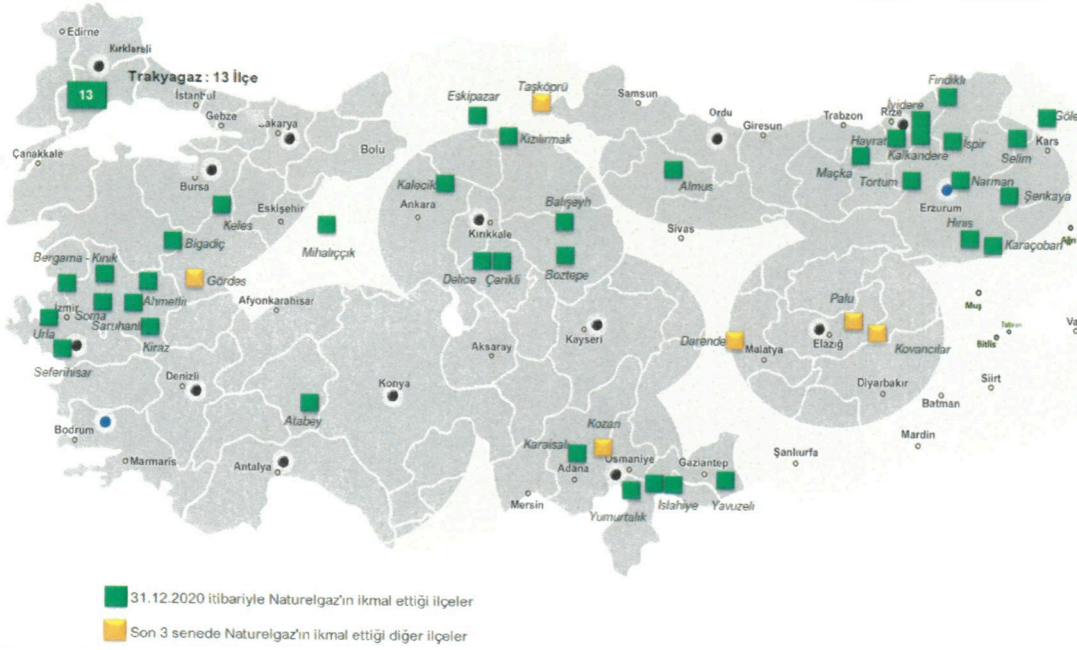 Edirne
Kırklareli
Trakyagaz : 13 İlçe
13
İstanbul
Gebze
Sakarya
Bolu
Çanakkale
Bursa
Keles
Eskişehir
Bigadiç
Mihalıççık
Bergama - Kınık
Gördes
Ahmetli
İzmir
Soma
Saruhanlı
Urla
Kiraz
Seferihisar
Afyonkarahisar
Denizli
Bodrum
Marmaris
Atabey
Antalya
Konya
Eskipazar
Taşköprü
Kızılırmak
Kalecik
Ankara
Kırıkkale
Balışeyh
Delice
Çerikli
Boztepe
Aksaray
Kayseri
Samsun
Ordu
Giresun
Almus
Sivas
Trabzon
Rize
İyidere
Fındıklı
Hayrat
Kalkandere
İspir
Maçka
Göle
Kars
Selim
Tortum
Narman
Erzurum
Şenkaya
Hınıs
Karaçoban
Muş
Tatvan
Bitlis
Palu
Kovancılar
Elazığ
Darende
Malatya
Diyarbakır
Siirt
Batman
Mardin
Şanlıurfa
Kozan
Karaisalı
Adana
Osmaniye
Gaziantep
Mersin
Yumurtalık
Islahiye
Yavuzeli
31.12.2020 itibariyle Naturelgaz'ın ikmal ettiği ilçeler
Son 3 senede Naturelgaz'ın ikmal ettiği diğer ilçeler